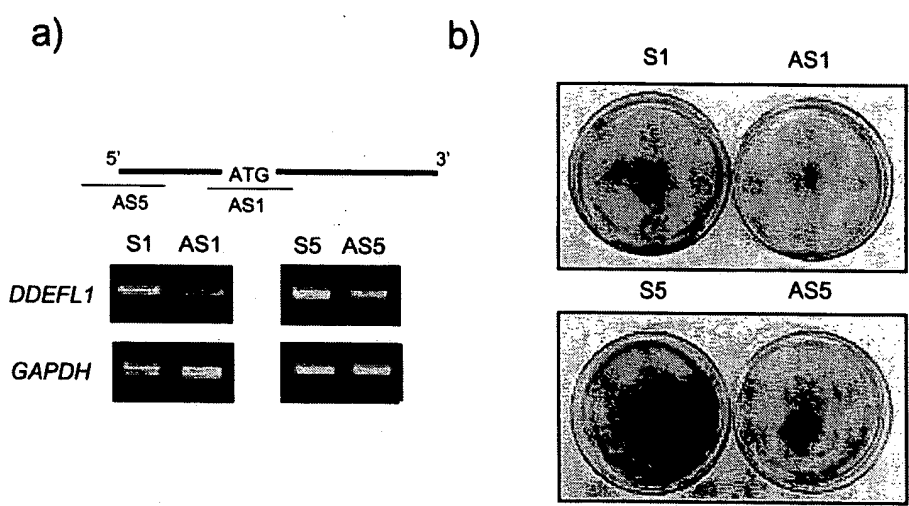 a)
5' ATG 3'
AS5 AS1
S1 AS1 S5 AS5
DDEFL1
GAPDH
b)
S1 AS1
S5 AS5